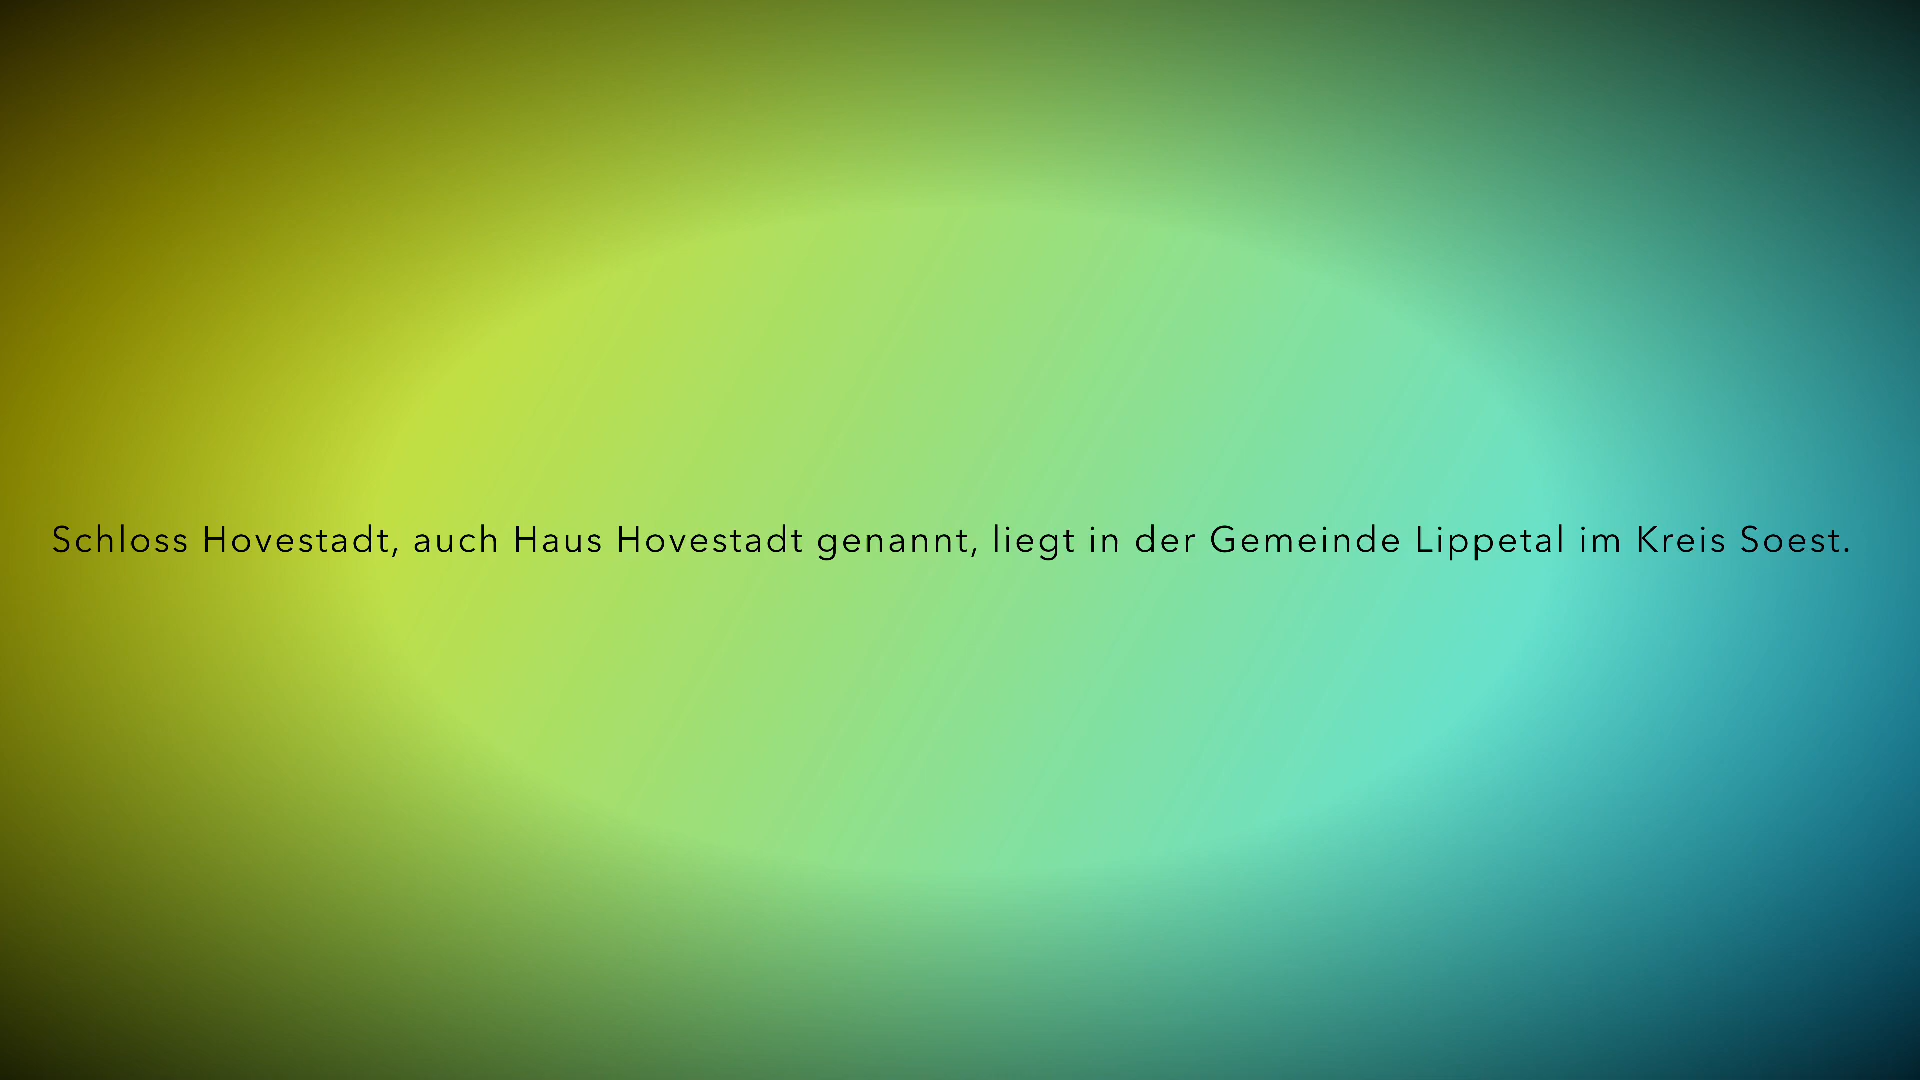 Schloss Hovestadt, auch Haus Hovestadt genannt, liegt in der Gemeinde Lippetal im Kreis Soest.